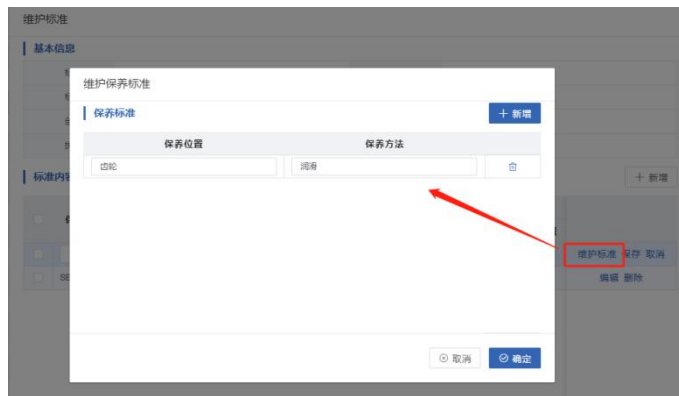 维护标准
基本信息
维护保养标准
保养标准
+ 新增
保养位置 保养方法
齿轮 润滑
标准内容
+ 新增
维护标准 保存 取消
SE 编辑 删除
取消 确定